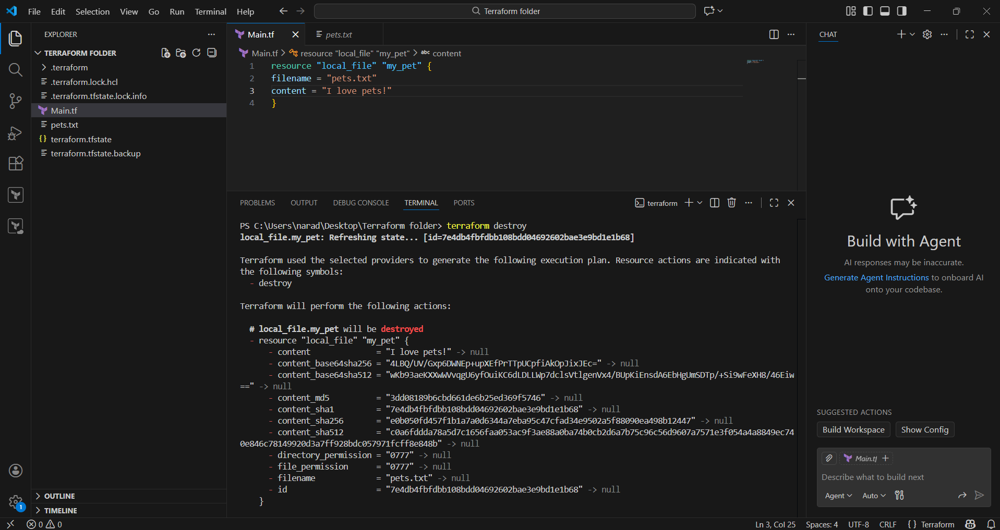 File Edit Selection View Go Run Terminal Help
Terraform folder
EXPLORER
TERRAFORM FOLDER
.terraform
.terraform.lock.hcl
.terraform.tfstate.lock.info
Main.tf
pets.txt
terraform.tfstate
terraform.tfstate.backup
OUTLINE
TIMELINE
Main.tf
pets.txt
Main.tf > resource "local_file" "my_pet" > abc content
1 resource "local_file" "my_pet" {
2 filename = "pets.txt"
3 content = "I love pets!"
4 }
PROBLEMS OUTPUT DEBUG CONSOLE TERMINAL PORTS
terraform
PS C:\Users\narad\Desktop\Terraform folder> terraform destroy
local_file.my_pet: Refreshing state... [id=7e4db4fbfdbb108bdd04692602bae3e9bd1e1b68]
Terraform used the selected providers to generate the following execution plan. Resource actions are indicated with
the following symbols:
- destroy
Terraform will perform the following actions:
# local_file.my_pet will be destroyed
- resource "local_file" "my_pet" {
- content = "I love pets!" -> null
- content_base64sha256 = "4LBQ/UV/Gxp6DWNEp+upXEfPrTTpUCpfiAkOpJixJEc=" -> null
- content_base64sha512 = "wKb93aeKXXwWVvqgU6yfOuiKC6dLDLLWp7dclsVtlgenVx4/BUpKiEnsdA6EbHgUmSDTp/+Si9wFeXH8/46Eiw
==" -> null
- content_md5 = "3dd08189b6cbd661de6b25ed369f5746" -> null
- content_sha1 = "7e4db4fbfdbb108bdd04692602bae3e9bd1e1b68" -> null
- content_sha256 = "e0b050fd457f1b1a7a0d6344a7eba95c47cfad34e9502a5f88090ea498b12447" -> null
- content_sha512 = "c0a6fddda78a5d7c1656faa053ac9f3ae88a0ba74b0cb2d6a7b75c96c56d9607a7571e3f054a4a8849ec74
0e846c78149920d3a7ff928bdc057971fcff8e848b" -> null
- directory_permission = "0777" -> null
- file_permission = "0777" -> null
- filename = "pets.txt" -> null
- id = "7e4db4fbfdbb108bdd04692602bae3e9bd1e1b68" -> null
}
CHAT
Build with Agent
AI responses may be inaccurate.
Generate Agent Instructions to onboard AI
onto your codebase.
SUGGESTED ACTIONS
Build Workspace Show Config
Main.tf
Describe what to build next
Agent Auto
1
0 0
Ln 3, Col 25 Spaces: 4 UTF-8 CRLF {} Terraform